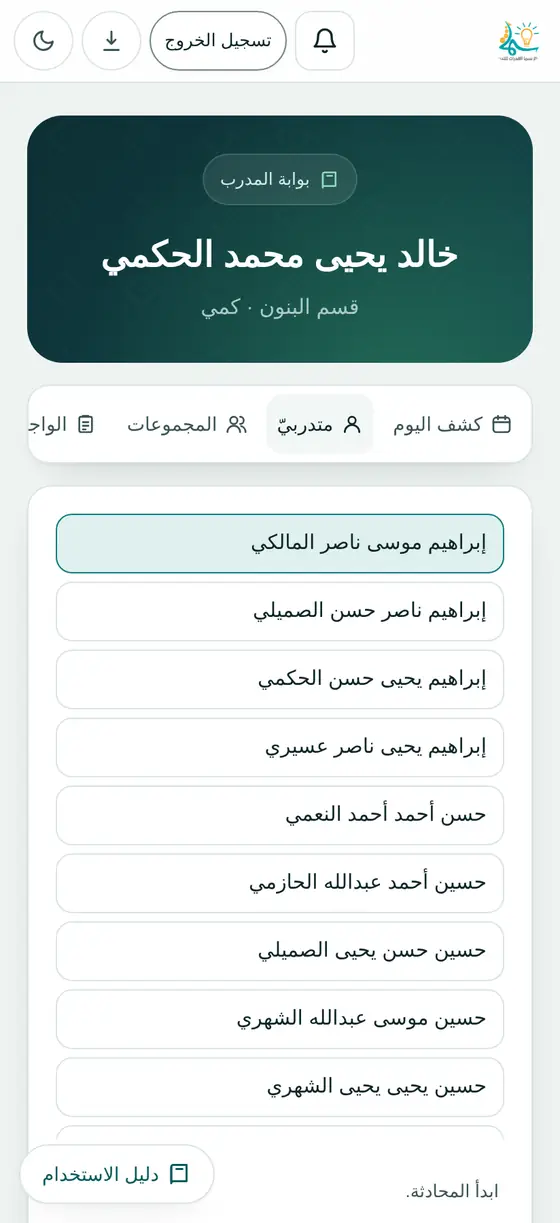 تسجيل الخروج
بوابة المدرب
خالد يحيى محمد الحكمي
قسم البنون · كمي
كشف اليوم
متدربيّ
المجموعات
الواج
إبراهيم موسى ناصر المالكي
إبراهيم ناصر حسن الصميلي
إبراهيم يحيى حسن الحكمي
إبراهيم يحيى ناصر عسيري
حسن أحمد أحمد النعمي
حسين أحمد عبدالله الحازمي
حسين حسن يحيى الصميلي
حسين موسى عبدالله الشهري
حسين يحيى يحيى الشهري
ابدأ المحادثة.
دليل الاستخدام